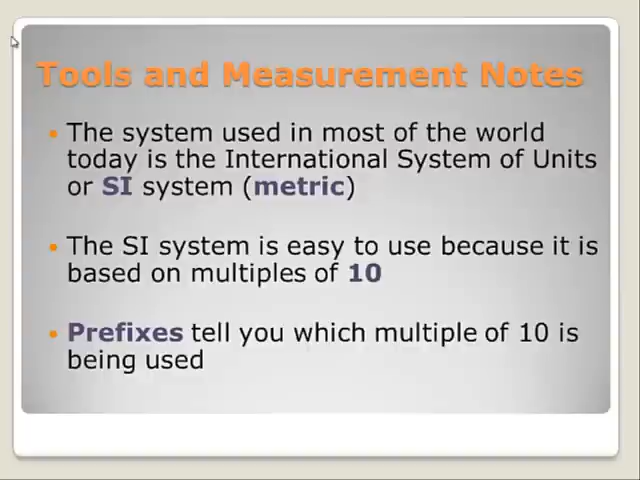 Tools and Measurement Notes
• The system used in most of the world
today is the International System of Units
or SI system (metric)
• The SI system is easy to use because it is
based on multiples of 10
• Prefixes tell you which multiple of 10 is
being used